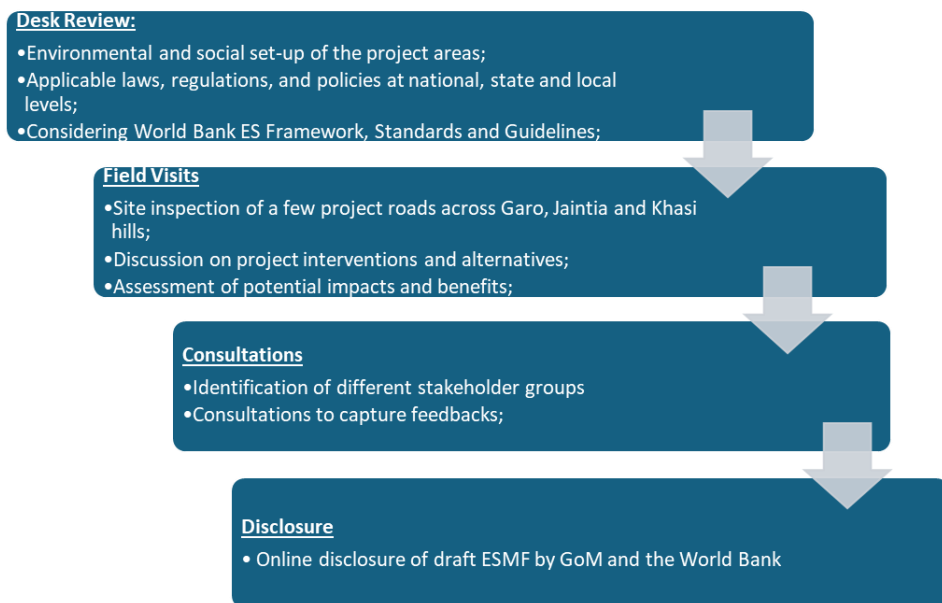 Desk Review:
•Environmental and social set-up of the project areas;
•Applicable laws, regulations, and policies at national, state and local
levels;
•Considering World Bank ES Framework, Standards and Guidelines;
Field Visits
•Site inspection of a few project roads across Garo, Jaintia and Khasi
hills;
•Discussion on project interventions and alternatives;
•Assessment of potential impacts and benefits;
Consultations
•Identification of different stakeholder groups
•Consultations to capture feedbacks;
Disclosure
• Online disclosure of draft ESMF by GoM and the World Bank